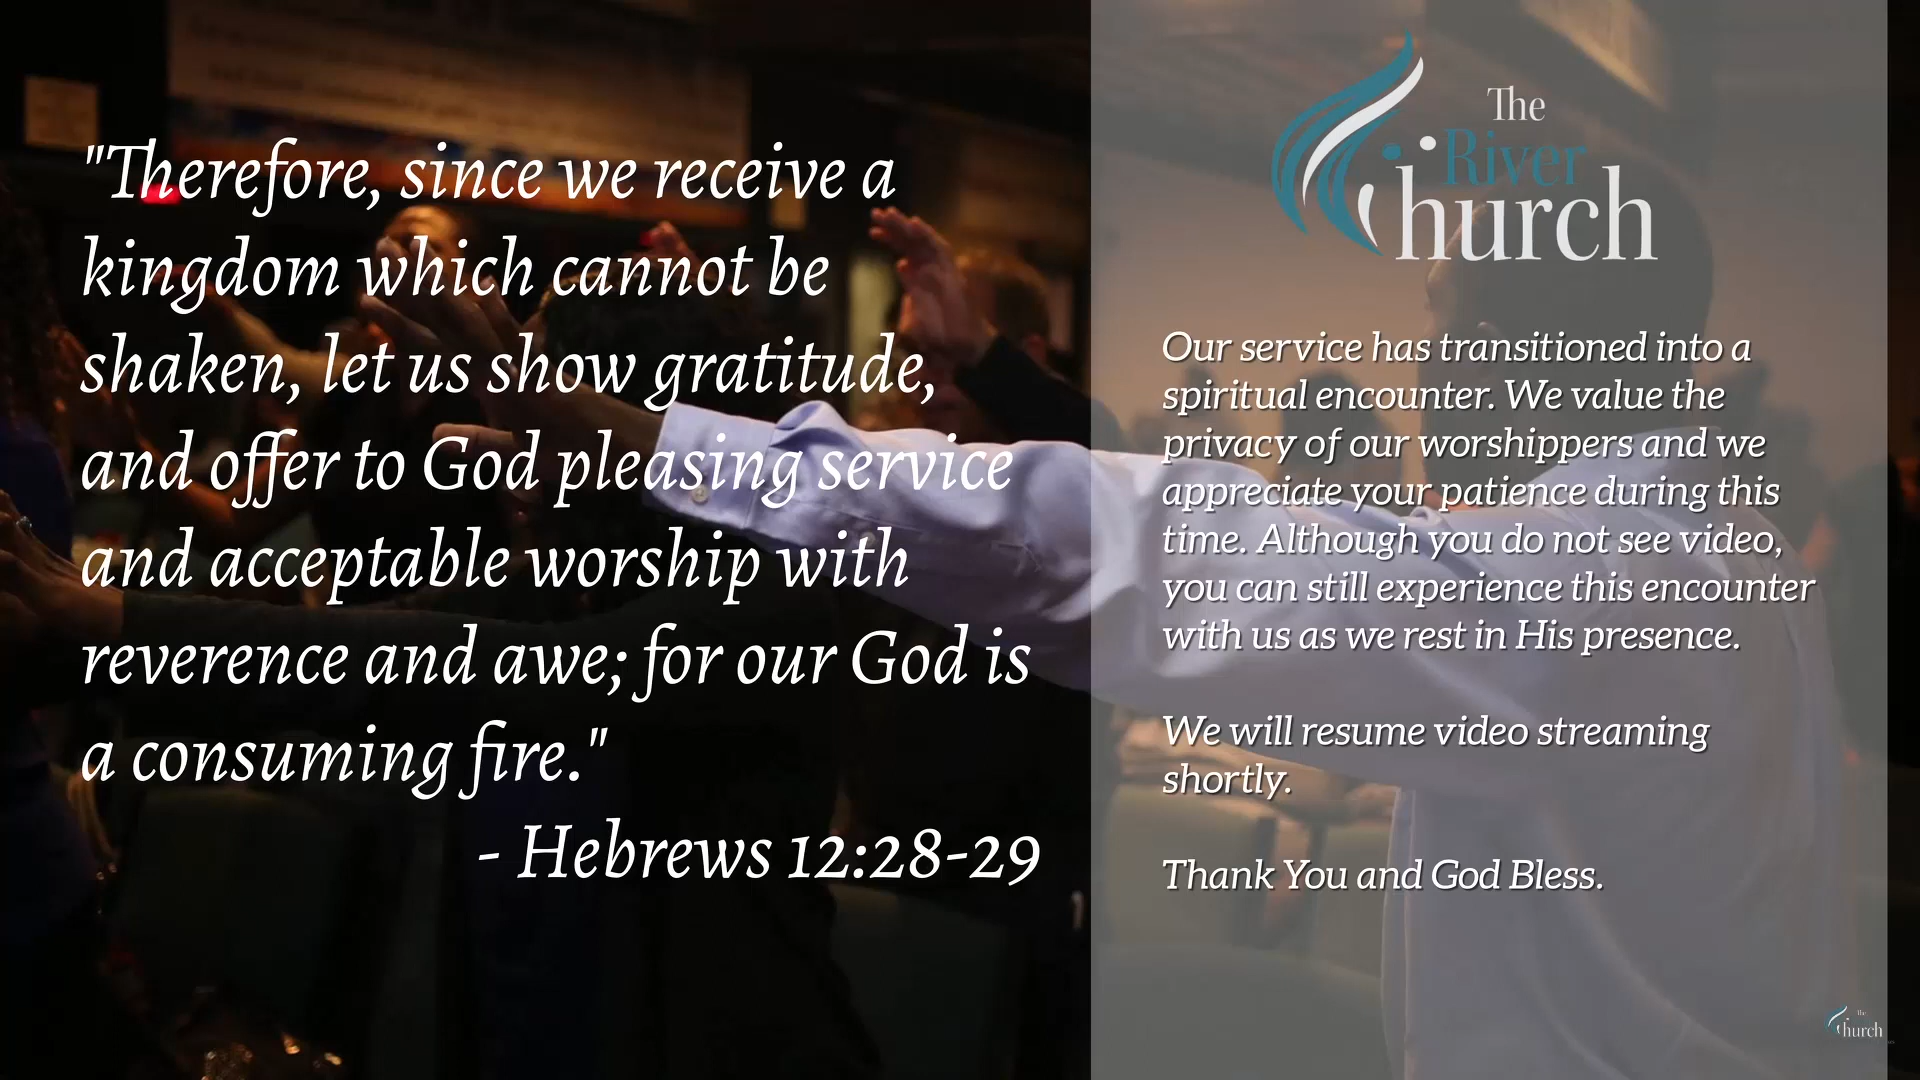 "Therefore, since we receive a
kingdom which cannot be
shaken, let us show gratitude,
and offer to God pleasing service
and acceptable worship with
reverence and awe; for our God is
a consuming fire."
- Hebrews 12:28-29
The
River
Church
Our service has transitioned into a
spiritual encounter. We value the
privacy of our worshippers and we
appreciate your patience during this
time. Although you do not see video,
you can still experience this encounter
with us as we rest in His presence.
We will resume video streaming
shortly.
Thank You and God Bless.
The
Church